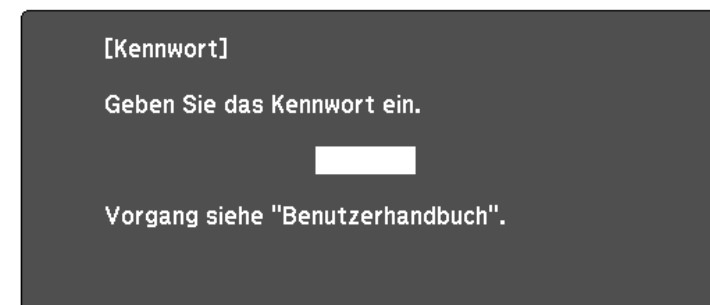 [Kennwort]
Geben Sie das Kennwort ein.
Vorgang siehe "Benutzerhandbuch".